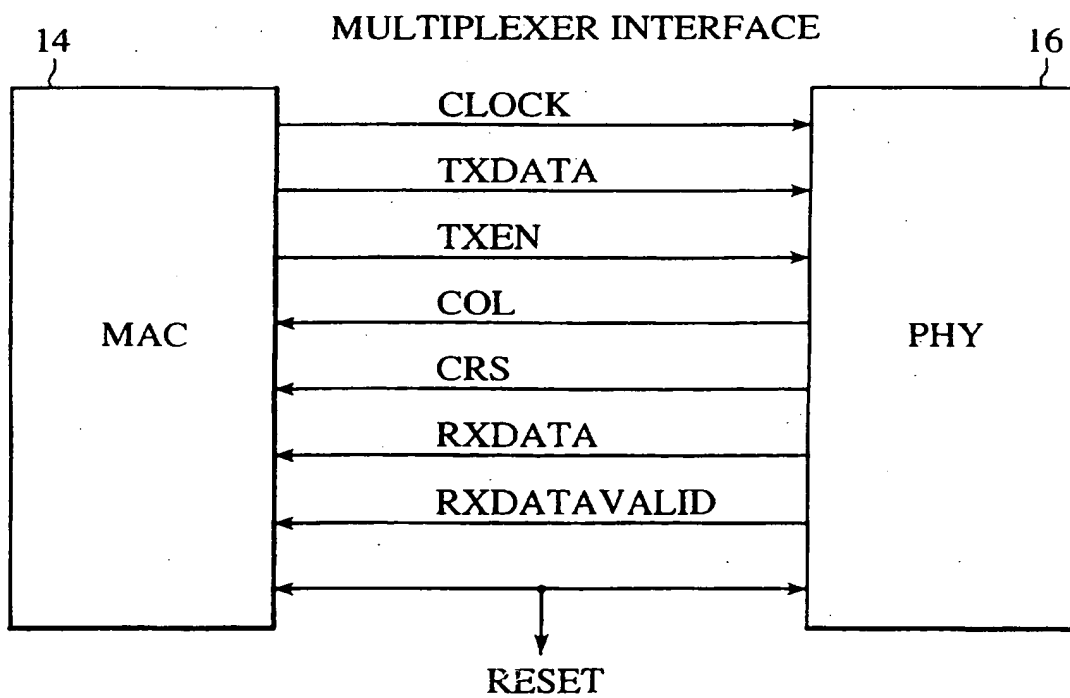 MULTIPLEXER INTERFACE
14
16
CLOCK
TXDATA
TXEN
COL
MAC
PHY
CRS
RXDATA
RXDATAVALID
RESET